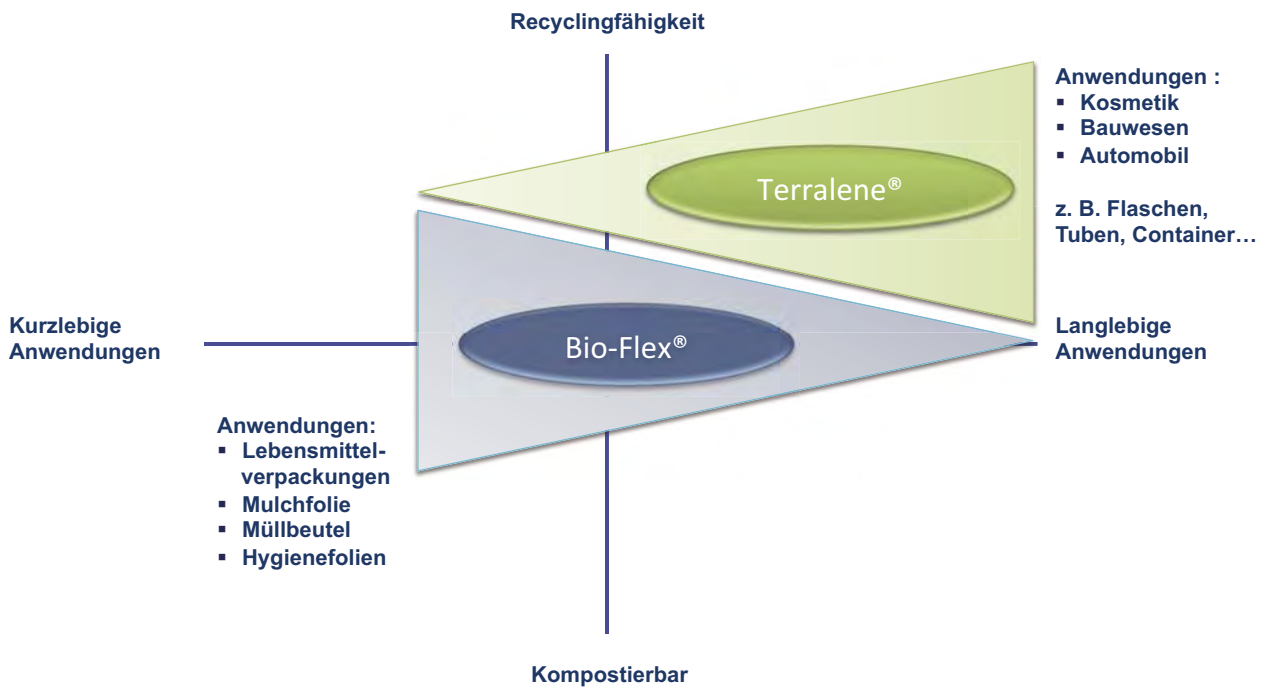 Recyclingfähigkeit
Anwendungen :
▪ Kosmetik
▪ Bauwesen
▪ Automobil
z. B. Flaschen,
Tuben, Container…
Terralene®
Kurzlebige
Anwendungen
Bio-Flex®
Langlebige
Anwendungen
Anwendungen:
▪ Lebensmittel-
verpackungen
▪ Mulchfolie
▪ Müllbeutel
▪ Hygienefolien
Kompostierbar